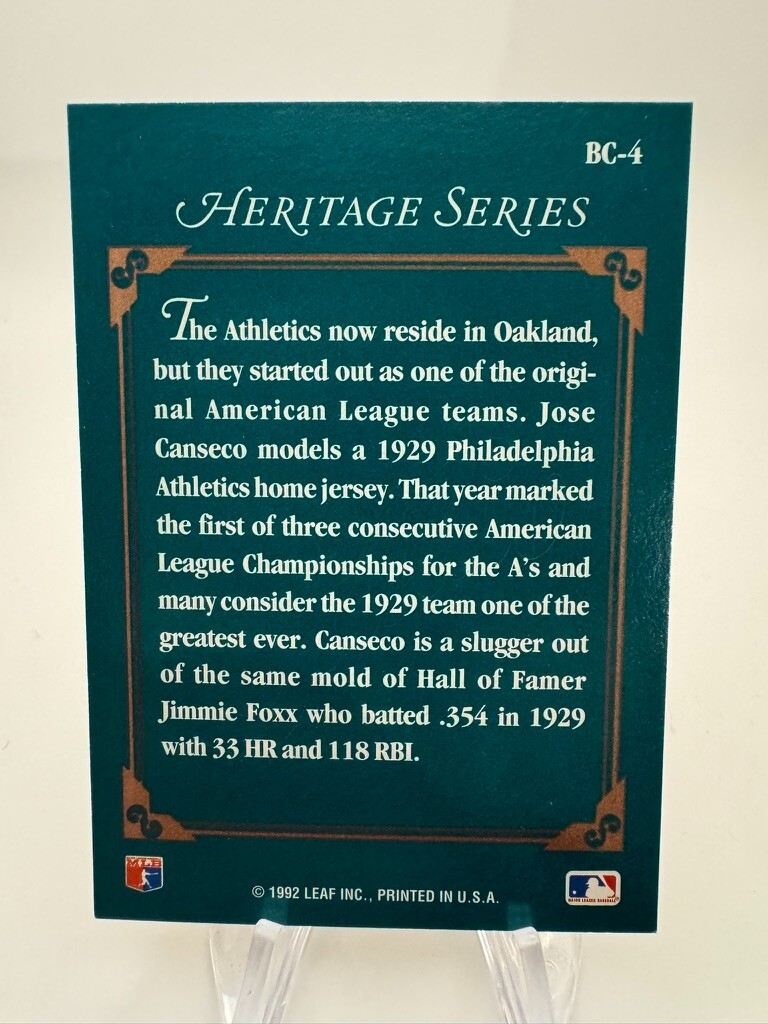 BC-4
HERITAGE SERIES
The Athletics now reside in Oakland,
but they started out as one of the origi-
nal American League teams. Jose
Canseco models a 1929 Philadelphia
Athletics home jersey. That year marked
the first of three consecutive American
League Championships for the A's and
many consider the 1929 team one of the
greatest ever. Canseco is a slugger out
of the same mold of Hall of Famer
Jimmie Foxx who batted .354 in 1929
with 33 HR and 118 RBI.
© 1992 LEAF INC., PRINTED IN U.S.A.
MAJOR LEAGUE BASEBALL